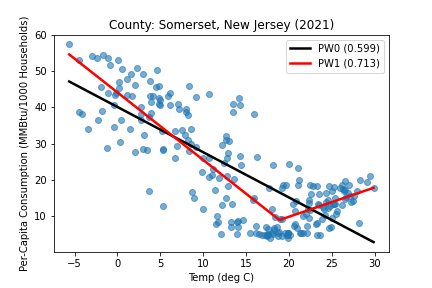 County: Somerset, New Jersey (2021)
Per-Capita Consumption (MMBtu/1000 Households)
60
50
40
30
20
10
PW0 (0.599)
PW1 (0.713)
−5 0 5 10 15 20 25 30
Temp (deg C)